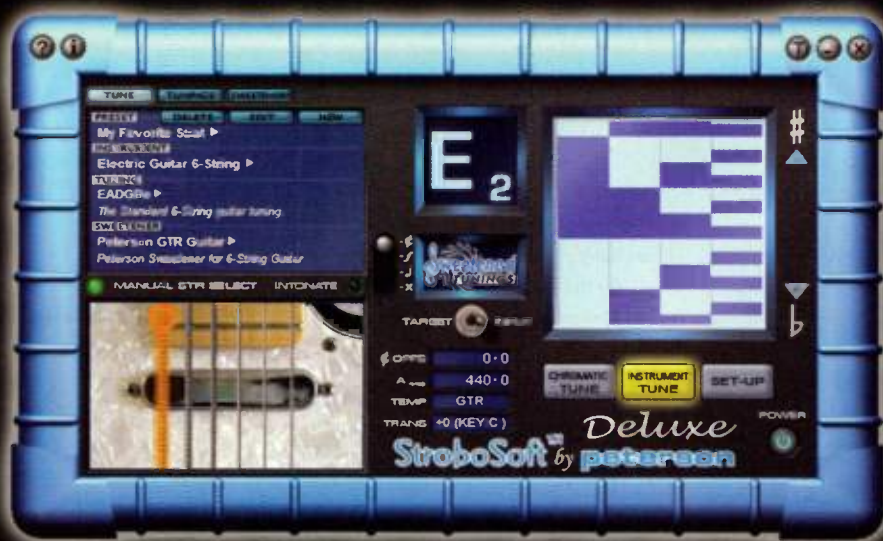 ? i T - X
TUNE TUNINGS
PRESET DELETE EDIT NEW
My Favorite Strat ▶
INSTRUMENT
Electric Guitar 6-String ▶
TUNING
EADGBe ▶
The Standard 6-String guitar tuning.
SWEETENER
Peterson GTR Guitar ▶
Peterson Sweetener for 6-String Guitar
MANUAL STR SELECT INTONATE
E2
♯
♭
TUNINGS
TARGET
OFFS 0·0
A 440·0
TEMP GTR
TRANS +0 (KEY C )
CHROMATIC TUNE
INSTRUMENT TUNE
SET-UP
POWER
Deluxe
StroboSoft by peterson